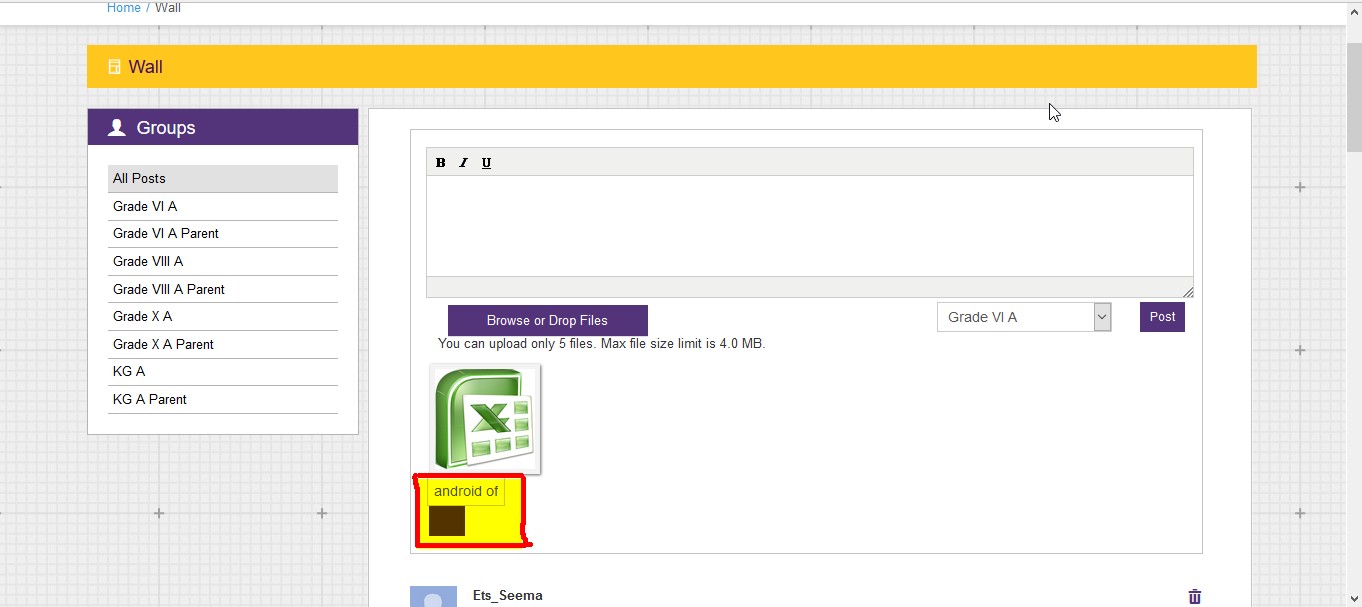 Home / Wall
Wall
Groups
All Posts
Grade VI A
Grade VI A Parent
Grade VIII A
Grade VIII A Parent
Grade X A
Grade X A Parent
KG A
KG A Parent
B I U
Browse or Drop Files
Grade VI A
Post
You can upload only 5 files. Max file size limit is 4.0 MB.
X
android of
Ets_Seema